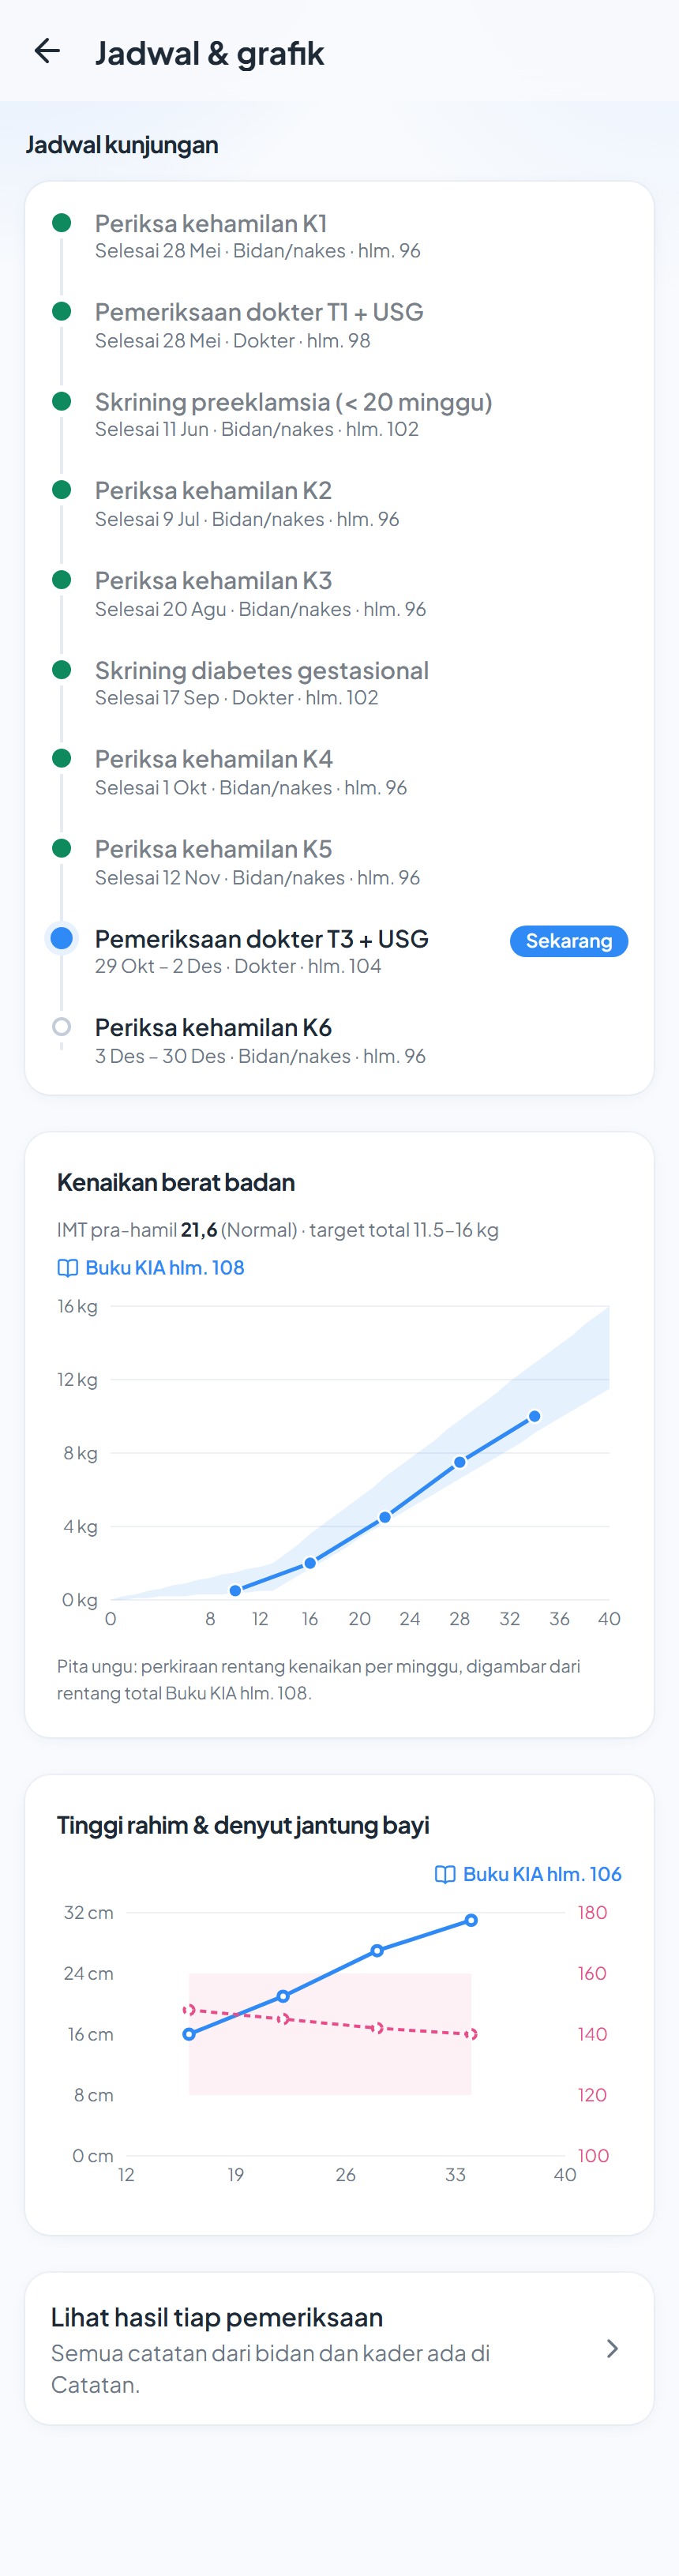 Jadwal & grafik
Jadwal kunjungan
Periksa kehamilan K1
Selesai 28 Mei · Bidan/nakes · hlm. 96
Pemeriksaan dokter T1 + USG
Selesai 28 Mei · Dokter · hlm. 98
Skrining preeklamsia (< 20 minggu)
Selesai 11 Jun · Bidan/nakes · hlm. 102
Periksa kehamilan K2
Selesai 9 Jul · Bidan/nakes · hlm. 96
Periksa kehamilan K3
Selesai 20 Agu · Bidan/nakes · hlm. 96
Skrining diabetes gestasional
Selesai 17 Sep · Dokter · hlm. 102
Periksa kehamilan K4
Selesai 1 Okt · Bidan/nakes · hlm. 96
Periksa kehamilan K5
Selesai 12 Nov · Bidan/nakes · hlm. 96
Pemeriksaan dokter T3 + USG Sekarang
29 Okt – 2 Des · Dokter · hlm. 104
Periksa kehamilan K6
3 Des – 30 Des · Bidan/nakes · hlm. 96
Kenaikan berat badan
IMT pra-hamil 21,6 (Normal) · target total 11.5–16 kg
Buku KIA hlm. 108
16 kg
12 kg
8 kg
4 kg
0 kg
0 8 12 16 20 24 28 32 36 40
Pita ungu: perkiraan rentang kenaikan per minggu, digambar dari
rentang total Buku KIA hlm. 108.
Tinggi rahim & denyut jantung bayi
Buku KIA hlm. 106
32 cm 180
24 cm 160
16 cm 140
8 cm 120
0 cm 100
12 19 26 33 40
Lihat hasil tiap pemeriksaan
Semua catatan dari bidan dan kader ada di
Catatan.